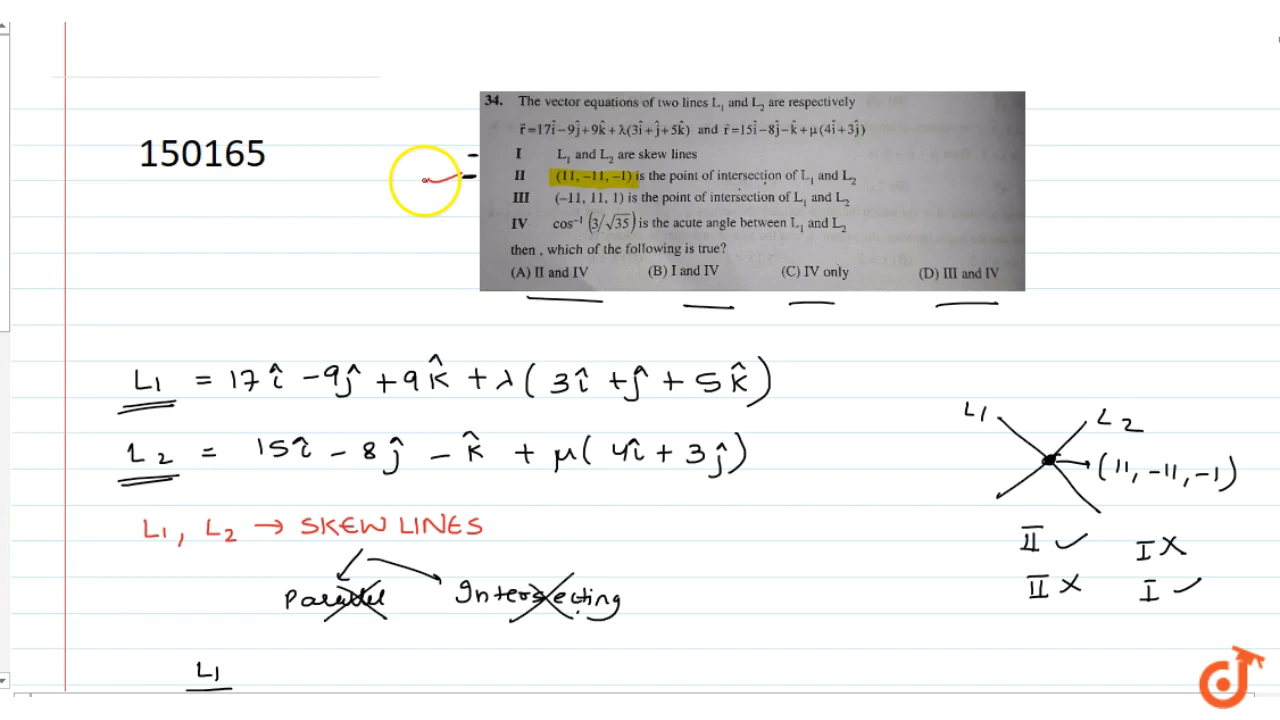 150165
34. The vector equations of two lines L₁ and L₂ are respectively
r⃗=17î−9ĵ+9k̂+λ(3î+ĵ+5k̂) and r⃗=15î−8ĵ−k̂+μ(4î+3ĵ)
I L₁ and L₂ are skew lines
II (11, −11, −1) is the point of intersection of L₁ and L₂
III (−11, 11, 1) is the point of intersection of L₁ and L₂
IV cos⁻¹ (3/√35) is the acute angle between L₁ and L₂
then , which of the following is true?
(A) II and IV (B) I and IV (C) IV only (D) III and IV
L1 = 17î −9ĵ +9k̂ + λ( 3î +ĵ + 5k̂ )
L2 = 15î − 8ĵ − k̂ + μ( 4î + 3ĵ )
L1 L2
(11, −11, −1)
L1, L2 → SKEW LINES
II ✓ I X
Parallel Intersecting
II X I ✓
L1